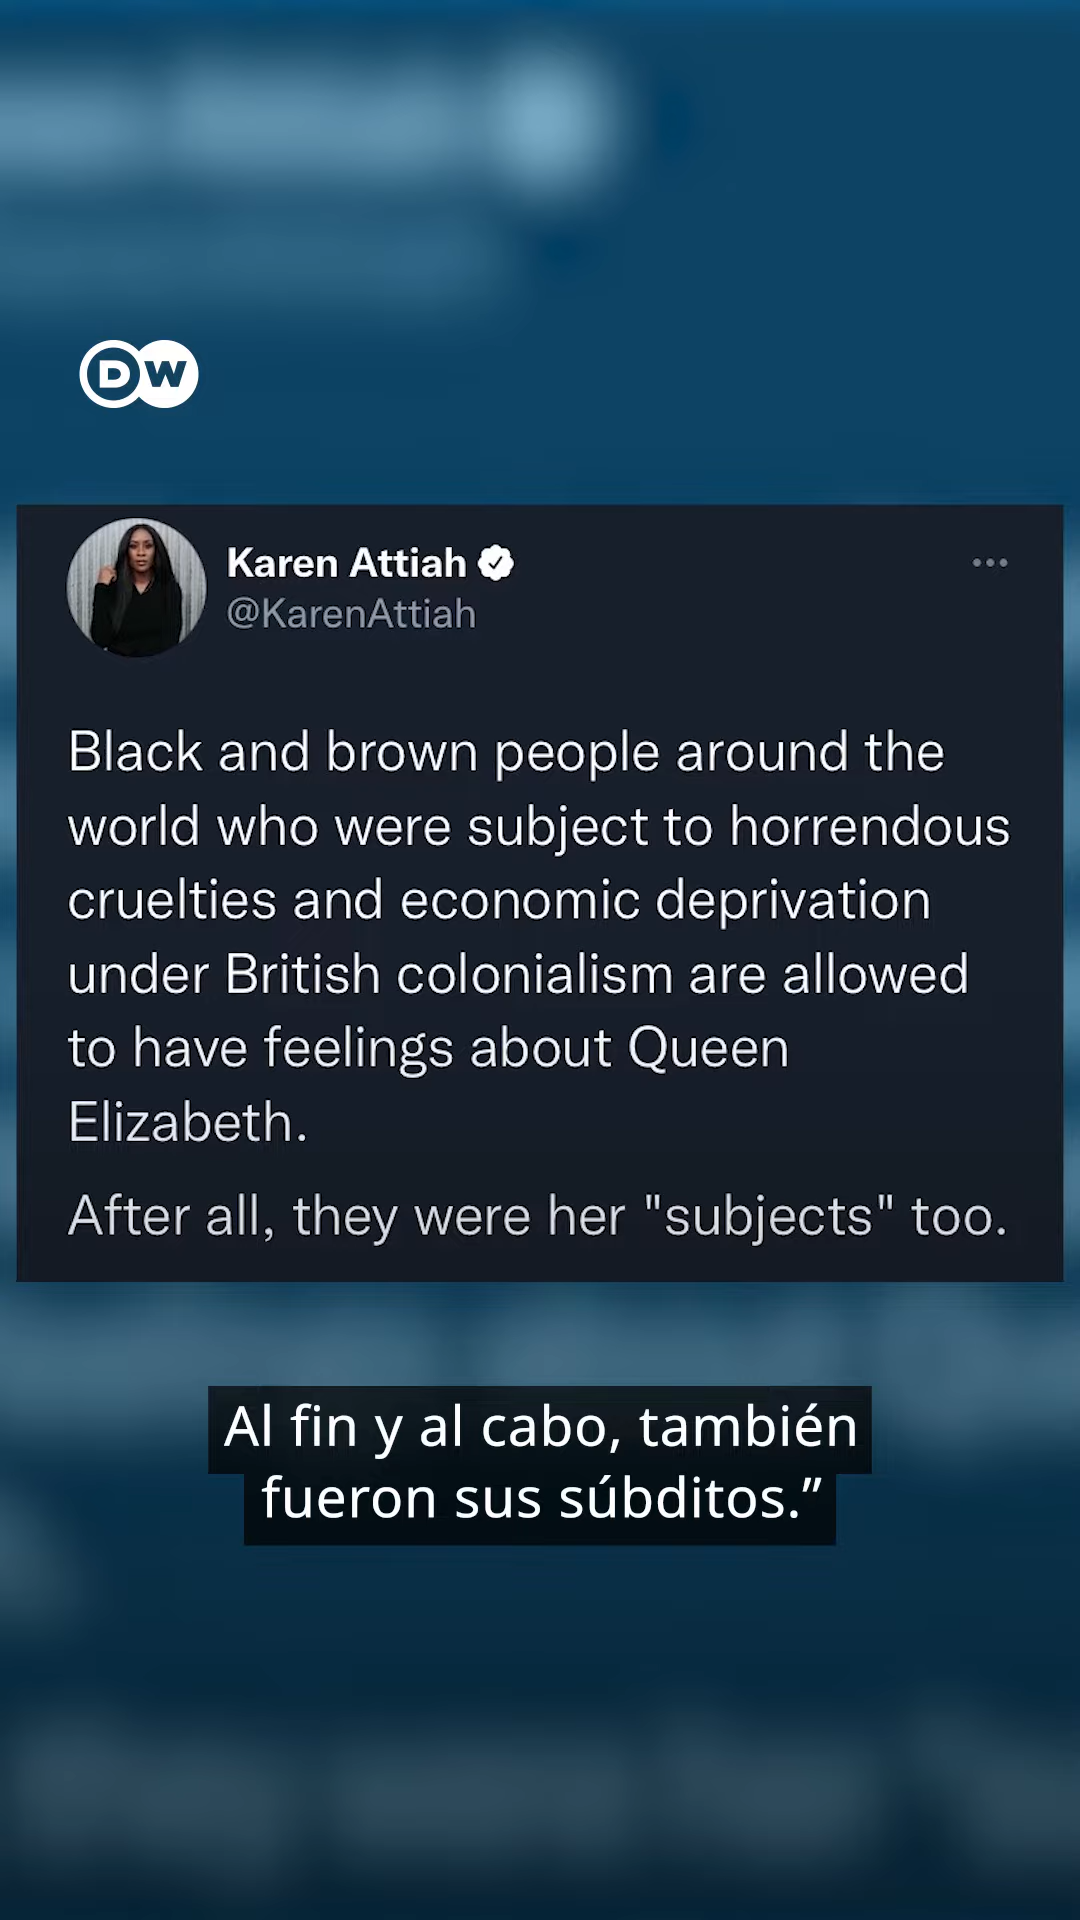 DW
Karen Attiah
@KarenAttiah
Black and brown people around the
world who were subject to horrendous
cruelties and economic deprivation
under British colonialism are allowed
to have feelings about Queen
Elizabeth.
After all, they were her "subjects" too.
Al fin y al cabo, también
fueron sus súbditos.”